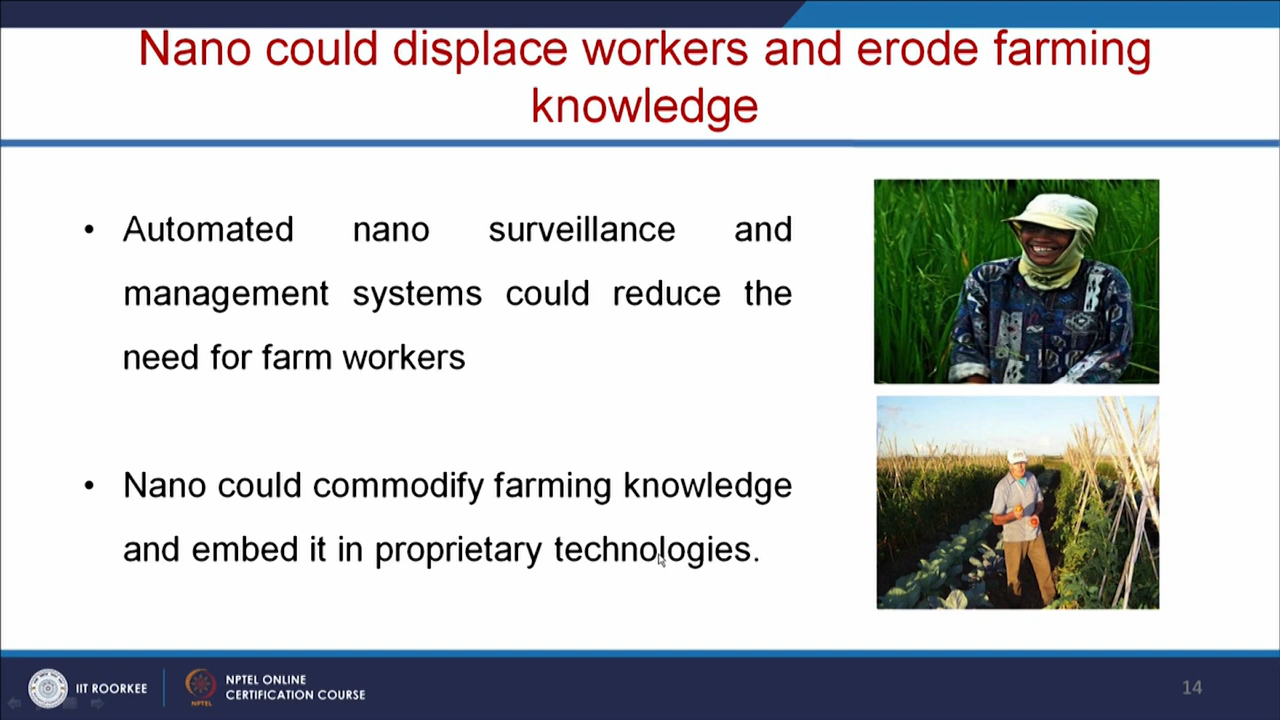 Nano could displace workers and erode farming
knowledge
• Automated nano surveillance and
management systems could reduce the
need for farm workers
• Nano could commodify farming knowledge
and embed it in proprietary technologies.
IIT ROORKEE
NPTEL
NPTEL ONLINE
CERTIFICATION COURSE
14